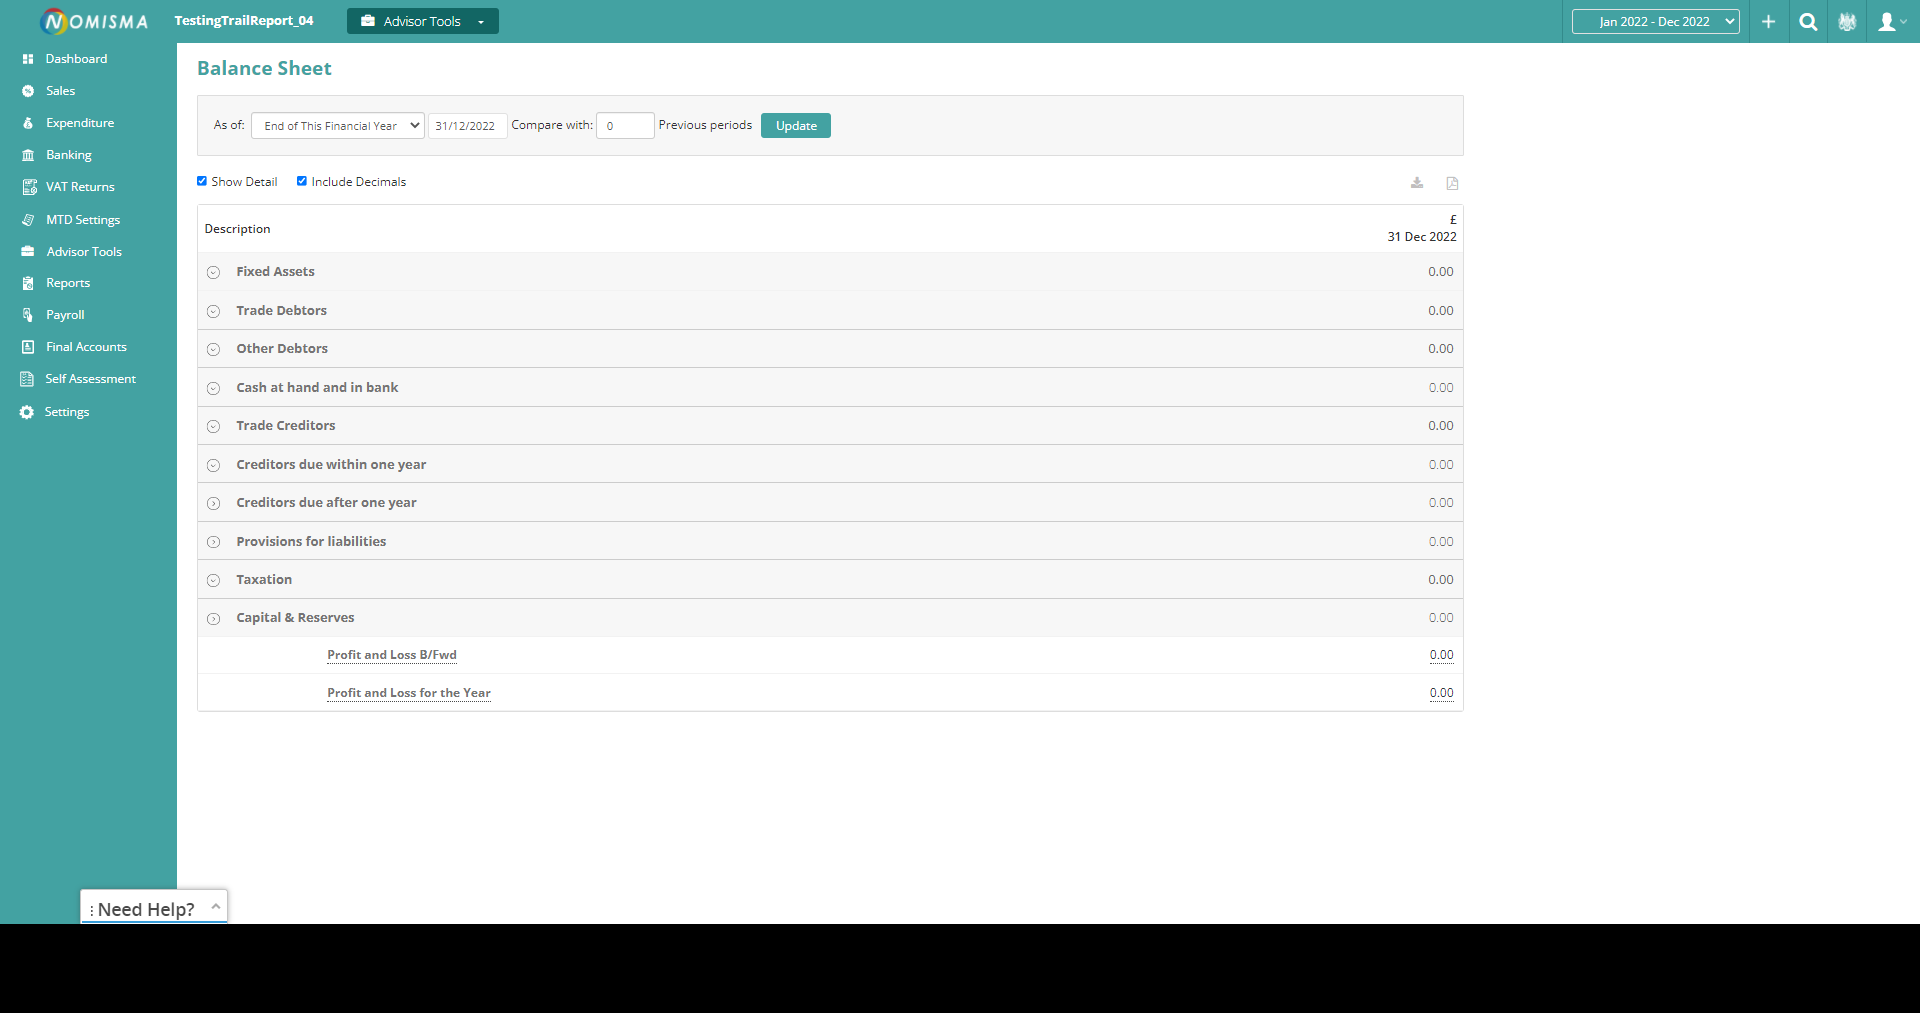 NOMISMA
TestingTrailReport_04
Advisor Tools
Jan 2022 - Dec 2022
Dashboard
Sales
Expenditure
Banking
VAT Returns
MTD Settings
Advisor Tools
Reports
Payroll
Final Accounts
Self Assessment
Settings
Balance Sheet
As of: End of This Financial Year 31/12/2022 Compare with: 0 Previous periods Update
Show Detail Include Decimals
Description £
31 Dec 2022
Fixed Assets 0.00
Trade Debtors 0.00
Other Debtors 0.00
Cash at hand and in bank 0.00
Trade Creditors 0.00
Creditors due within one year 0.00
Creditors due after one year 0.00
Provisions for liabilities 0.00
Taxation 0.00
Capital & Reserves 0.00
Profit and Loss B/Fwd 0.00
Profit and Loss for the Year 0.00
Need Help?